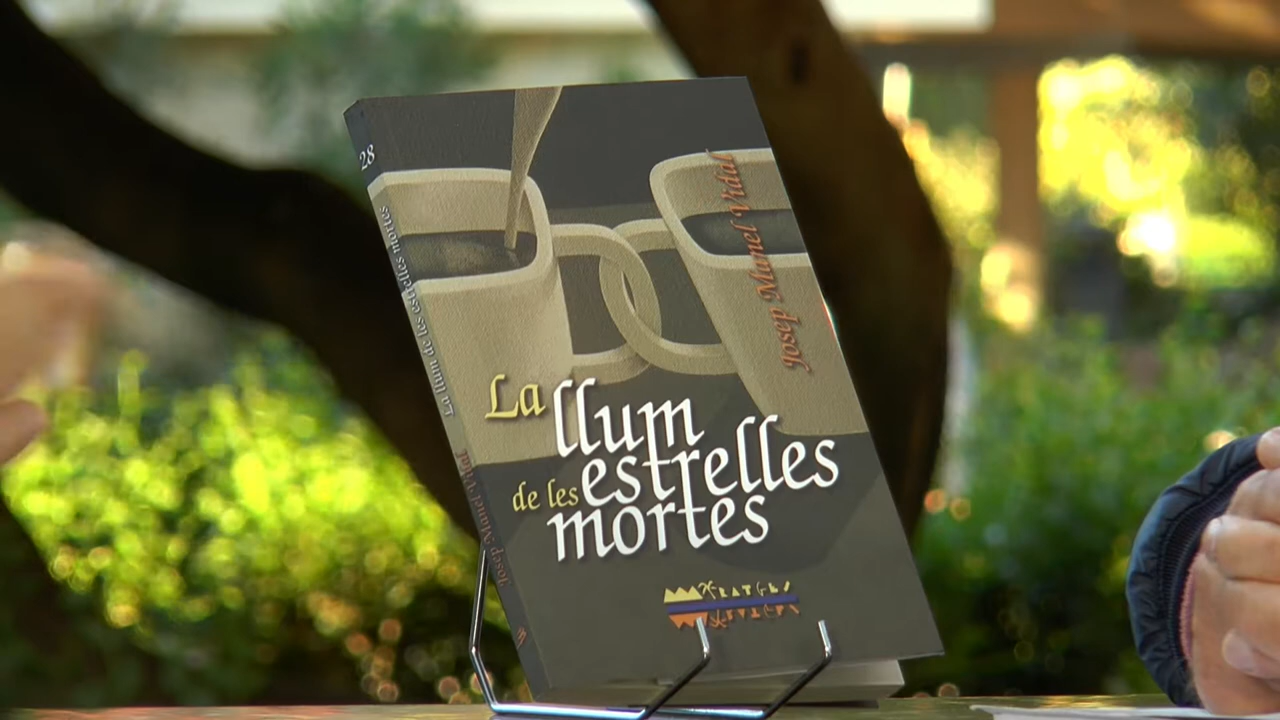 28
La llum de les estrelles mortes
Josep Manel Vidal
Josep Manel Vidal
La
llum
de les estrelles
mortes